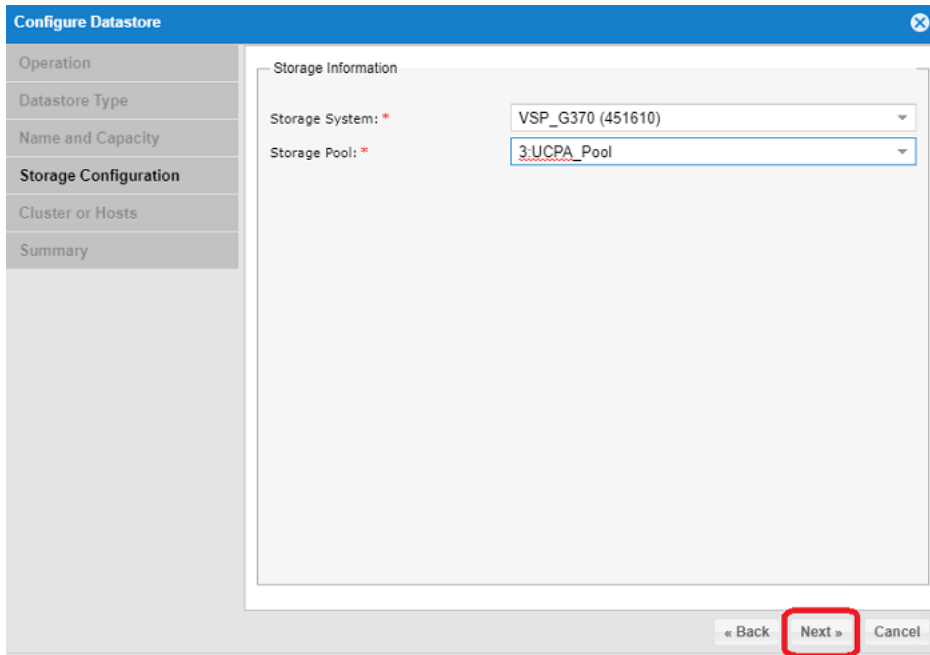 Configure Datastore
Operation
Datastore Type
Name and Capacity
Storage Configuration
Cluster or Hosts
Summary
Storage Information
Storage System: * VSP_G370 (451610)
Storage Pool: * 3:UCPA_Pool
« Back Next » Cancel